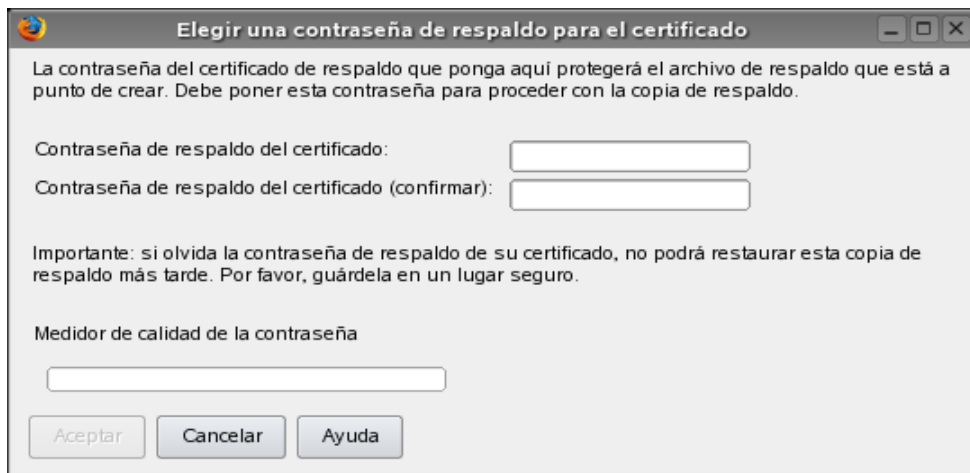 Elegir una contraseña de respaldo para el certificado
La contraseña del certificado de respaldo que ponga aquí protegerá el archivo de respaldo que está a
punto de crear. Debe poner esta contraseña para proceder con la copia de respaldo.
Contraseña de respaldo del certificado:
Contraseña de respaldo del certificado (confirmar):
Importante: si olvida la contraseña de respaldo de su certificado, no podrá restaurar esta copia de
respaldo más tarde. Por favor, guárdela en un lugar seguro.
Medidor de calidad de la contraseña
Aceptar Cancelar Ayuda